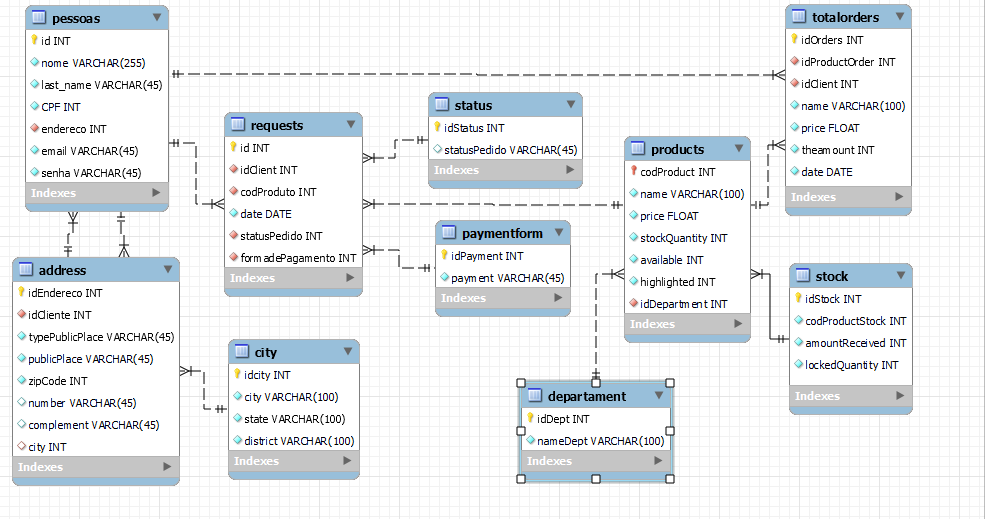 pessoas
id INT
nome VARCHAR(255)
last_name VARCHAR(45)
CPF INT
endereco INT
email VARCHAR(45)
senha VARCHAR(45)
Indexes
requests
id INT
idClient INT
codProduto INT
date DATE
statusPedido INT
formadePagamento INT
Indexes
status
idStatus INT
statusPedido VARCHAR(45)
Indexes
paymentform
idPayment INT
payment VARCHAR(45)
Indexes
products
codProduct INT
name VARCHAR(100)
price FLOAT
stockQuantity INT
available INT
highlighted INT
idDepartment INT
Indexes
totalorders
idOrders INT
idProductOrder INT
idClient INT
name VARCHAR(100)
price FLOAT
theamount INT
date DATE
Indexes
address
idEndereco INT
idCliente INT
typePublicPlace VARCHAR(45)
publicPlace VARCHAR(45)
zipCode INT
number VARCHAR(45)
complement VARCHAR(45)
city INT
Indexes
city
idcity INT
city VARCHAR(100)
state VARCHAR(100)
district VARCHAR(100)
Indexes
departament
idDept INT
nameDept VARCHAR(100)
Indexes
stock
idStock INT
codProductStock INT
amountReceived INT
lockedQuantity INT
Indexes